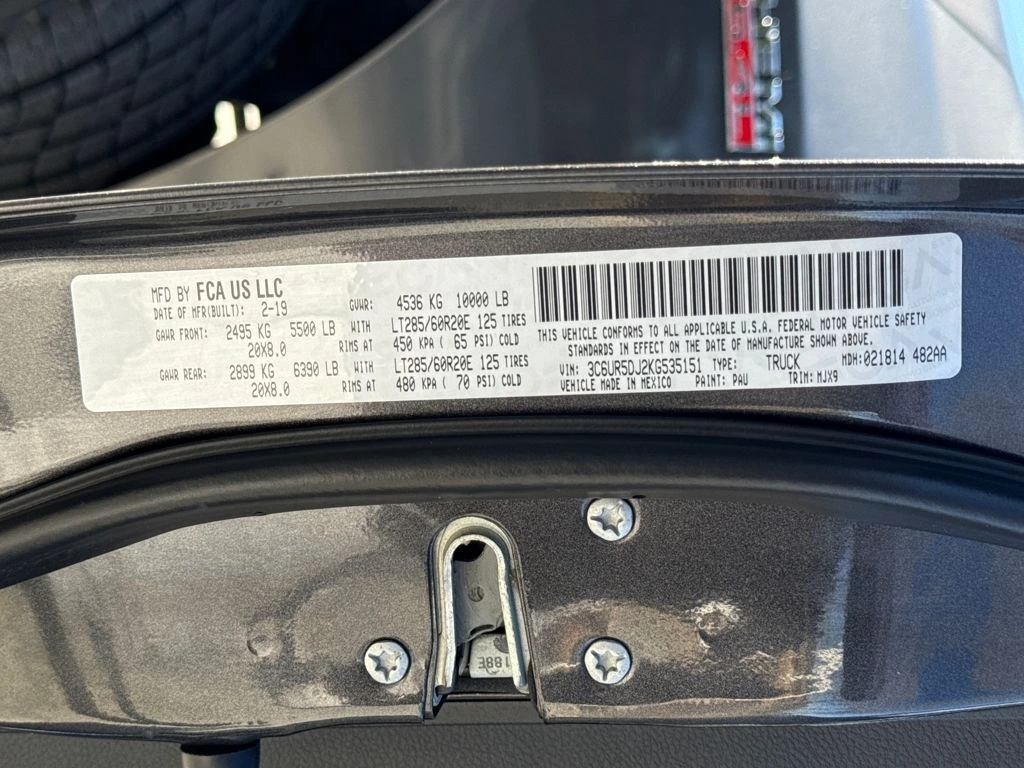 MFD BY FCA US LLC
DATE OF MFR(BUILT): 2-19 GVWR: 4536 KG 10000 LB
GAWR FRONT: 2495 KG 5500 LB WITH LT285/60R20E 125 TIRES
20X8.0 RIMS AT 450 KPA ( 65 PSI) COLD
GAWR REAR: 2899 KG 6390 LB WITH LT285/60R20E 125 TIRES
20X8.0 RIMS AT 480 KPA ( 70 PSI) COLD
THIS VEHICLE CONFORMS TO ALL APPLICABLE U.S.A. FEDERAL MOTOR VEHICLE SAFETY
STANDARDS IN EFFECT ON THE DATE OF MANUFACTURE SHOWN ABOVE.
VIN: 3C6UR5DJ2KG535151 TYPE: TRUCK MDH: 021814 482AA
VEHICLE MADE IN MEXICO PAINT: PAU TRIM: MJX9
188E